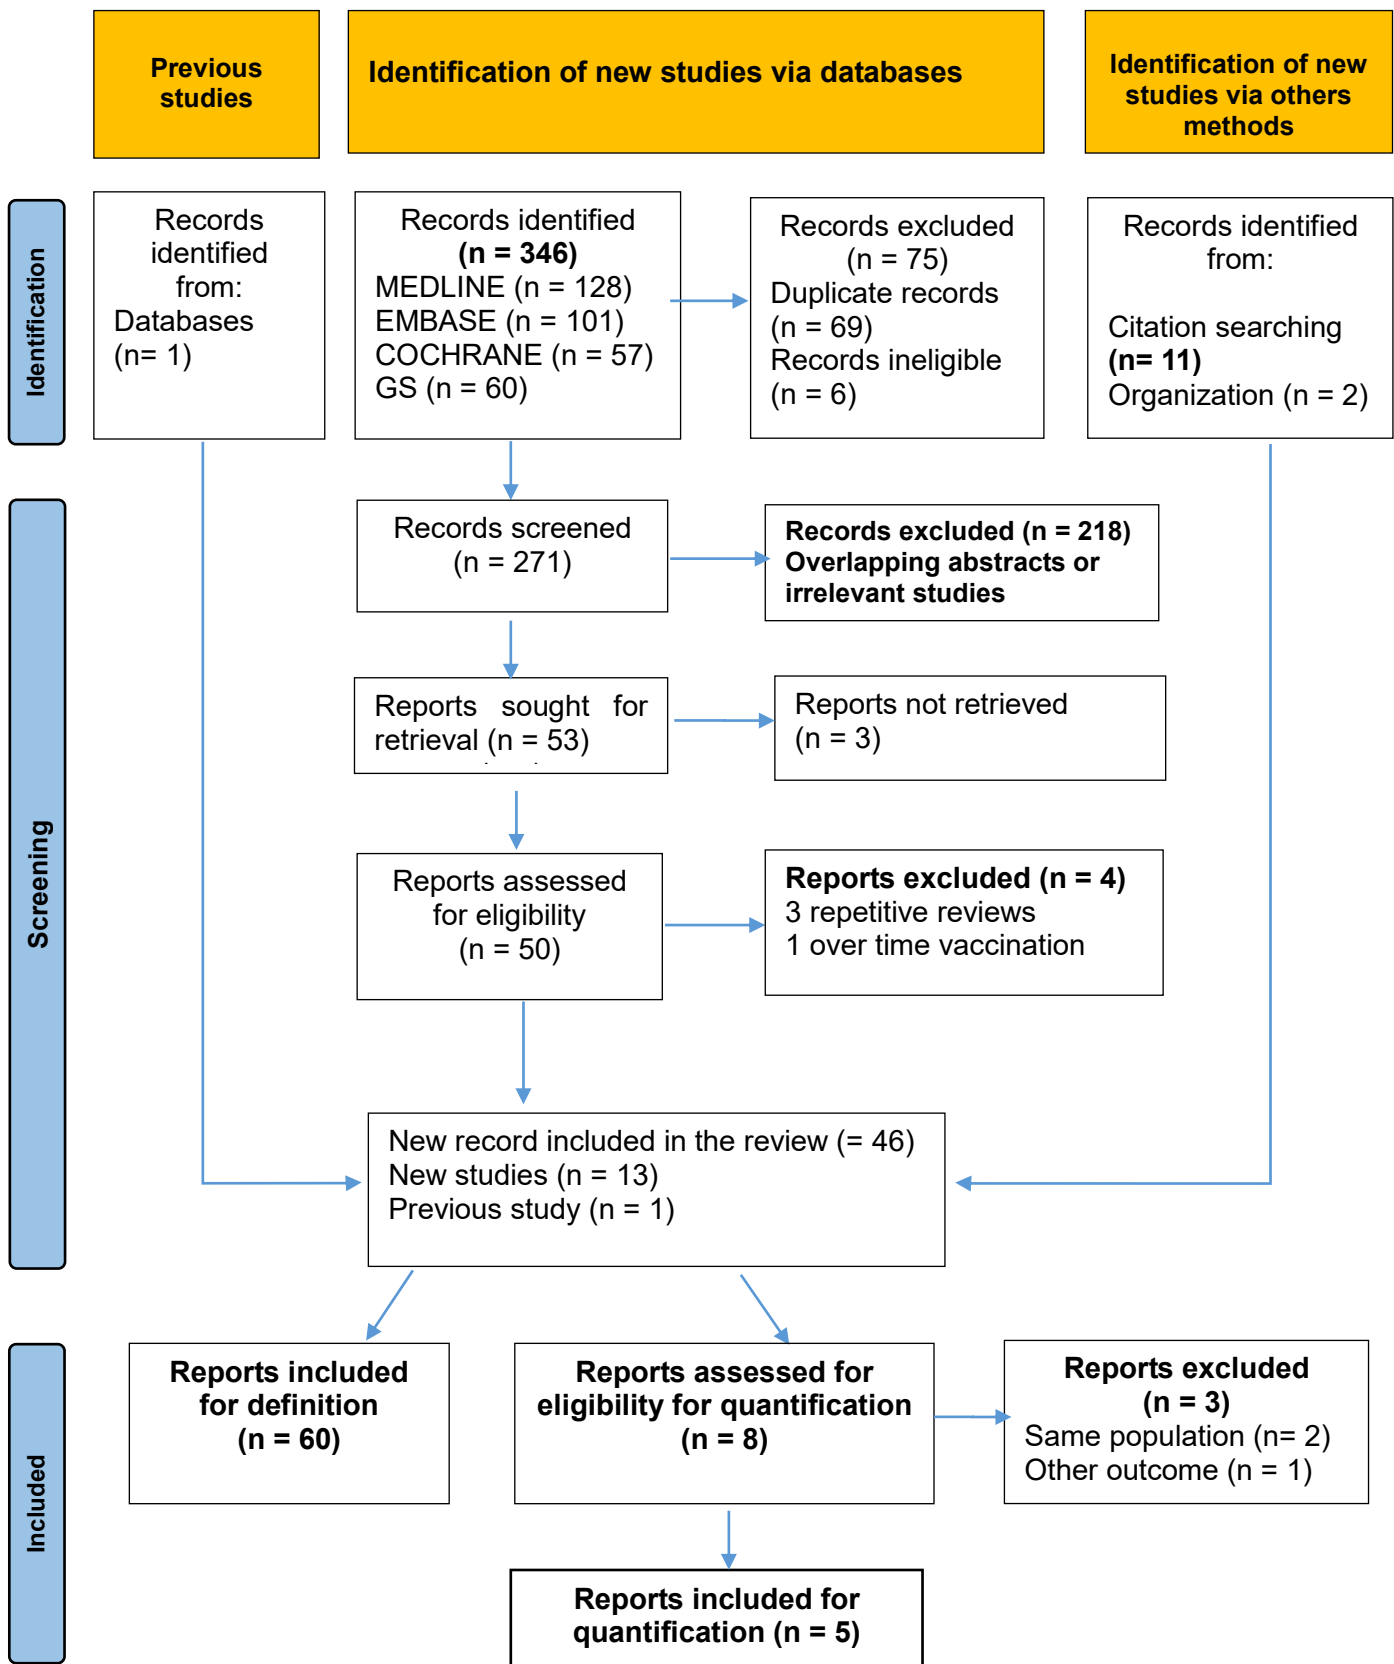 Previous
studies
Identification of new studies via databases
Identification of new
studies via others
methods
Identification
Records
identified
from:
Databases
(n= 1)
Records identified
(n = 346)
MEDLINE (n = 128)
EMBASE (n = 101)
COCHRANE (n = 57)
GS (n = 60)
Records excluded
(n = 75)
Duplicate records
(n = 69)
Records ineligible
(n = 6)
Records identified
from:
Citation searching
(n= 11)
Organization (n = 2)
Screening
Records screened
(n = 271)
Records excluded (n = 218)
Overlapping abstracts or
irrelevant studies
Reports sought for
retrieval (n = 53)
Reports not retrieved
(n = 3)
Reports assessed
for eligibility
(n = 50)
Reports excluded (n = 4)
3 repetitive reviews
1 over time vaccination
New record included in the review (= 46)
New studies (n = 13)
Previous study (n = 1)
Included
Reports included
for definition
(n = 60)
Reports assessed for
eligibility for quantification
(n = 8)
Reports excluded
(n = 3)
Same population (n= 2)
Other outcome (n = 1)
Reports included for
quantification (n = 5)